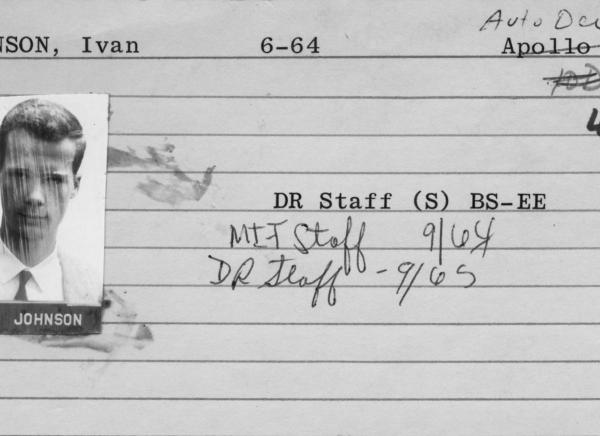 Auto
NSON, Ivan 6-64 Apollo
4
DR Staff (S) BS-EE
MIT Staff 9/64
DR Staff - 9/65
JOHNSON